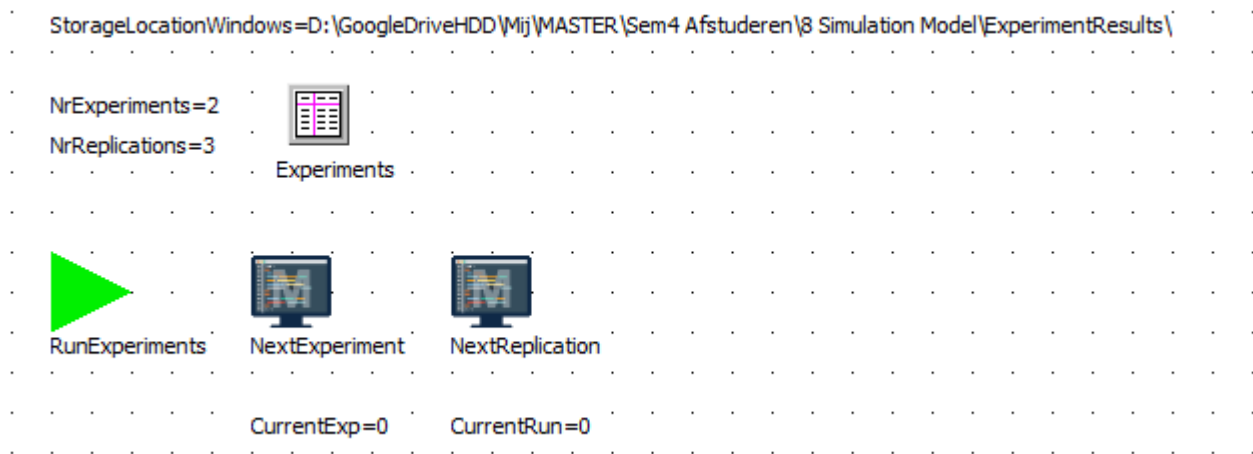 StorageLocationWindows=D:\GoogleDriveHDD\Mij\MASTER\Sem4 Afstuderen\8 Simulation Model\ExperimentResults\
NrExperiments=2
NrReplications=3
Experiments
M M
RunExperiments NextExperiment NextReplication
CurrentExp=0 CurrentRun=0